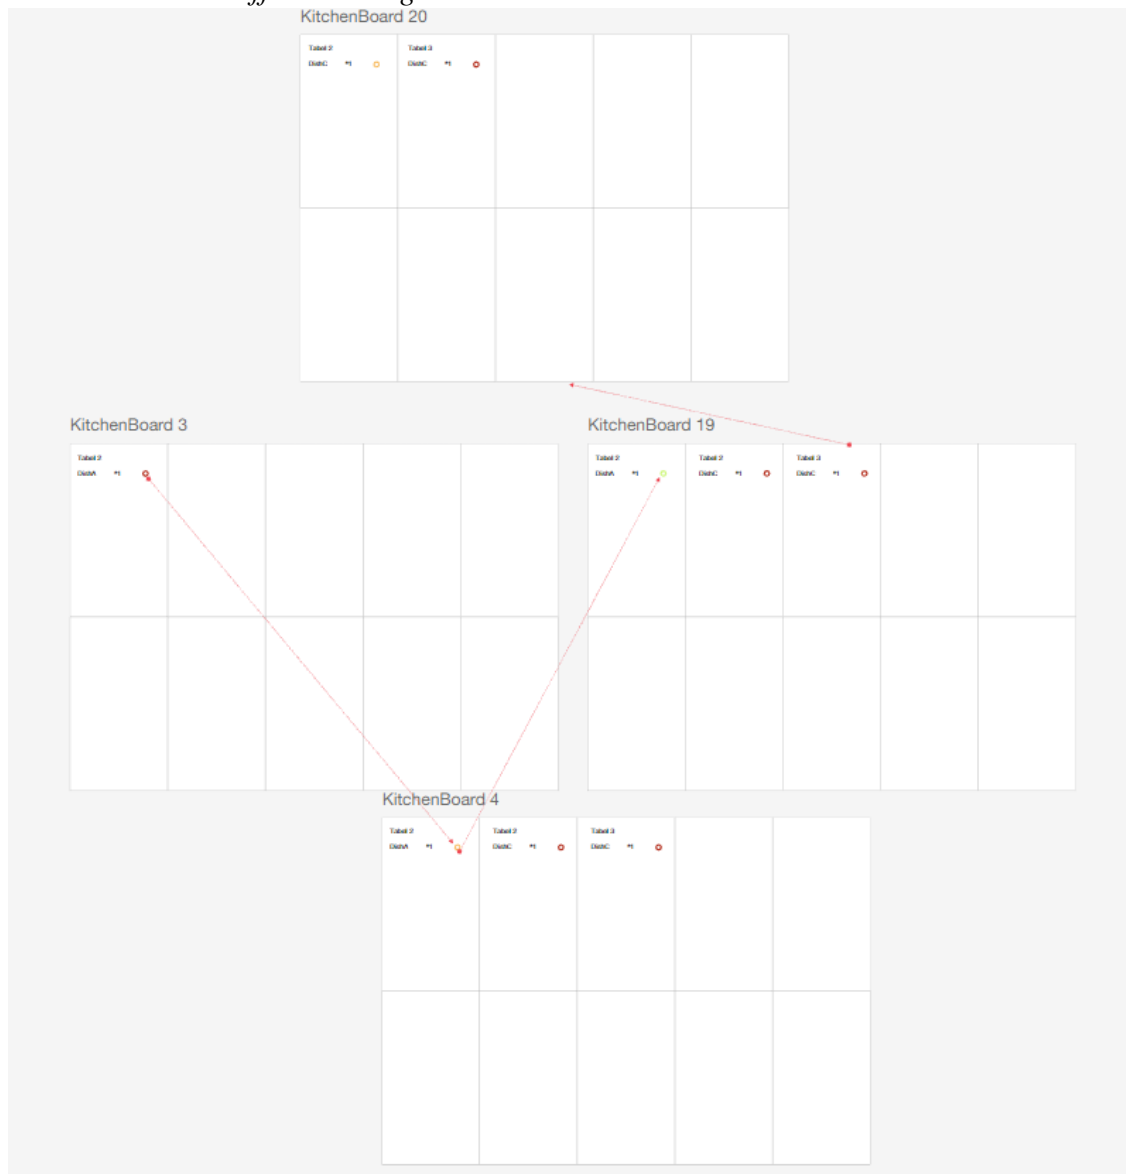 KitchenBoard 20
Tabel 2 Tabel 3
DishC *1 DishC *1
KitchenBoard 3 KitchenBoard 19
Tabel 2 Tabel 2 Tabel 2 Tabel 3
DishA *1 DishA *1 DishC *1 DishC *1
KitchenBoard 4
Tabel 2 Tabel 2 Tabel 3
DishA *1 DishC *1 DishC *1